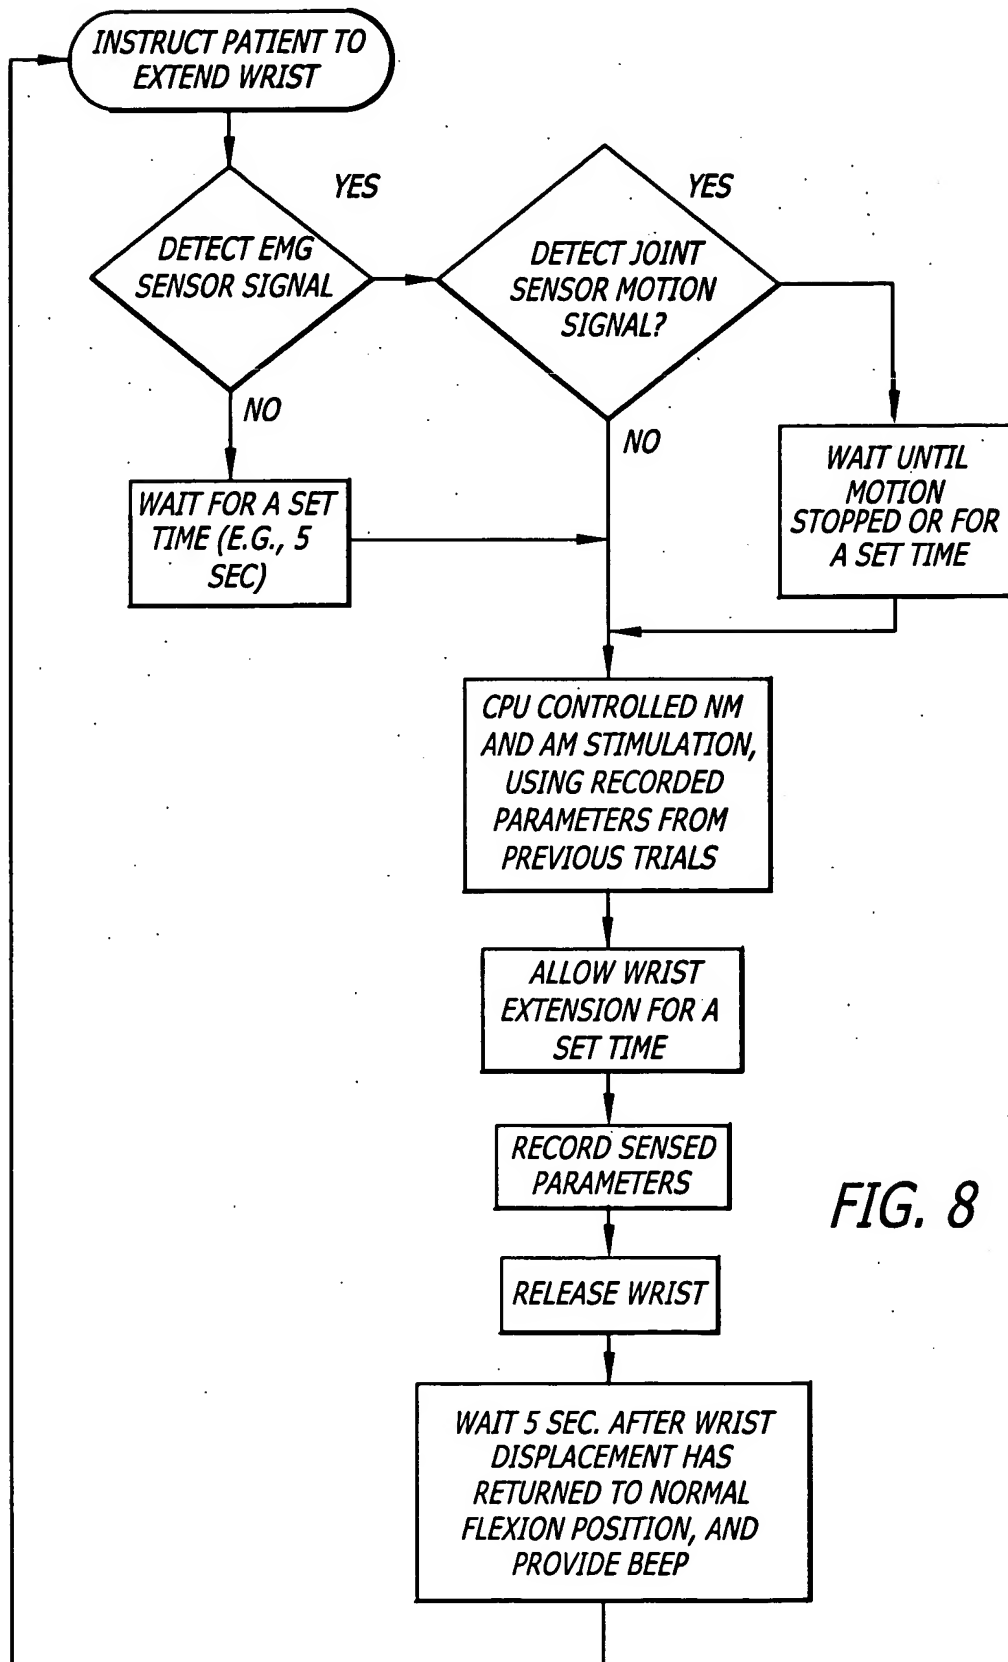 INSTRUCT PATIENT TO
EXTEND WRIST
YES
DETECT EMG
SENSOR SIGNAL
NO
YES
DETECT JOINT
SENSOR MOTION
SIGNAL?
NO
WAIT FOR A SET
TIME (E.G., 5
SEC)
WAIT UNTIL
MOTION
STOPPED OR FOR
A SET TIME
CPU CONTROLLED NM
AND AM STIMULATION,
USING RECORDED
PARAMETERS FROM
PREVIOUS TRIALS
ALLOW WRIST
EXTENSION FOR A
SET TIME
RECORD SENSED
PARAMETERS
RELEASE WRIST
WAIT 5 SEC. AFTER WRIST
DISPLACEMENT HAS
RETURNED TO NORMAL
FLEXION POSITION, AND
PROVIDE BEEP
FIG. 8